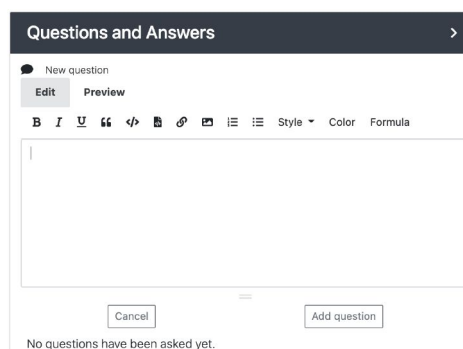 Questions and Answers
New question
Edit Preview
B I U Style Color Formula
Cancel Add question
No questions have been asked yet.